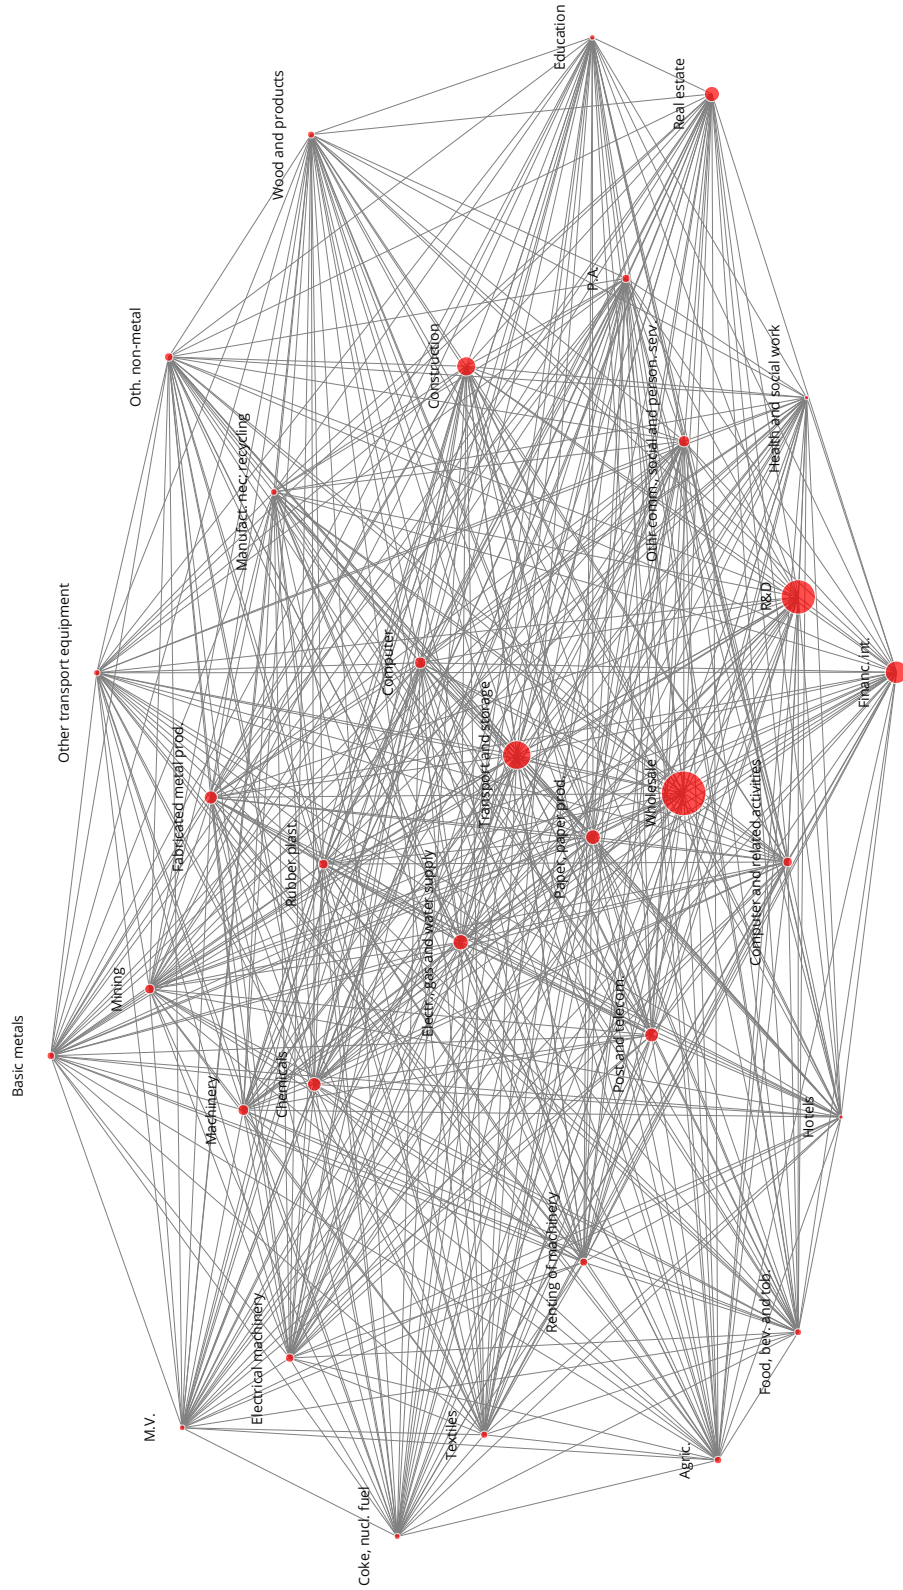 Education
Real estate
Wood and products
P.A.
Oth. non-metal
Construction
Othr comm., social and person. serv.
Health and social work
Manufact. nec; recycling
R&D
Other transport equipment
Computer
Financ.int.
Transport and storage
Fabricated metal prod.
Wholesale
Rubber.plast.
Paper, paper prod.
Computer and related activities
Electr., gas and water supply
Mining
Post and telecom.
Basic metals
Chemicals
Machinery
Hotels
Renting of machinery
Food, bev. and tob.
Electrical machinery
M.V.
Textiles
Agric.
Coke, nucl. fuel